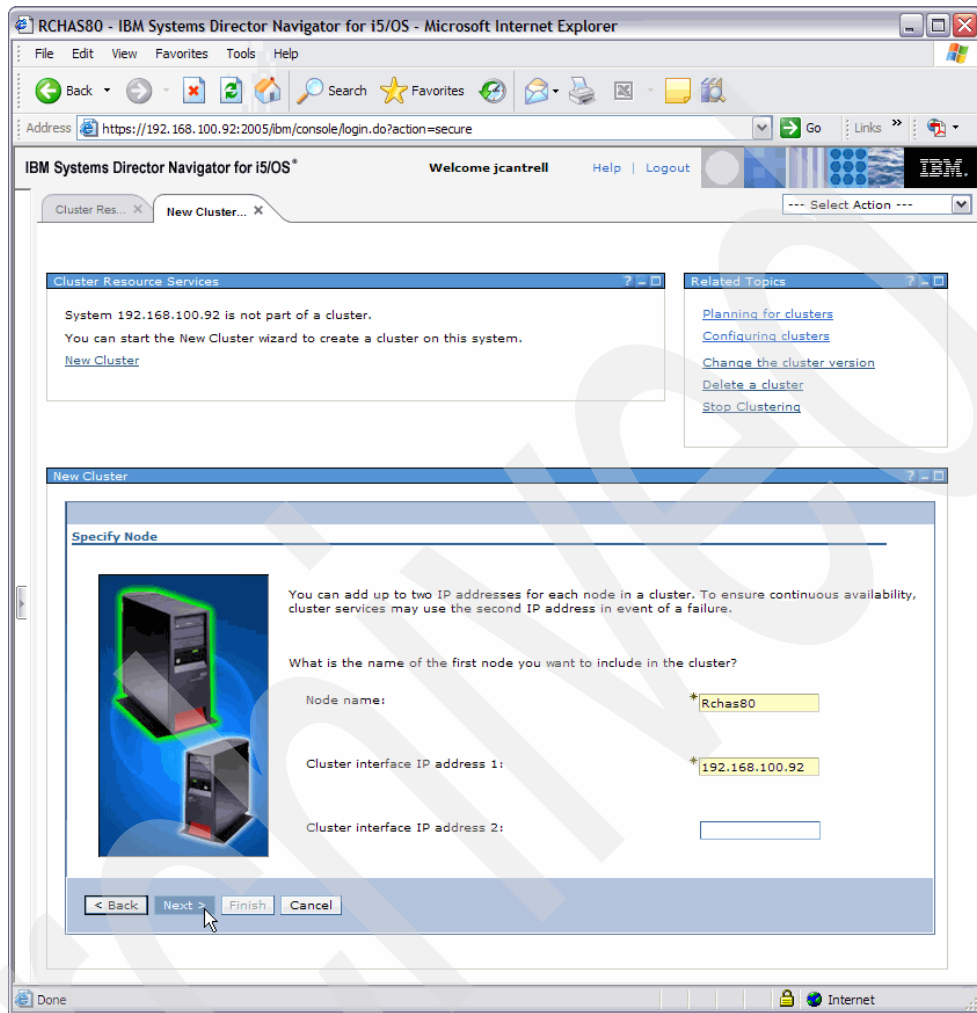 RCHAS80 - IBM Systems Director Navigator for i5/OS - Microsoft Internet Explorer
File Edit View Favorites Tools Help
Back Search Favorites
Address https://192.168.100.92:2005/ibm/console/login.do?action=secure Go Links »
IBM Systems Director Navigator for i5/OS® Welcome jcantrell Help | Logout IBM.
Cluster Res... X New Cluster... X --- Select Action ---
Cluster Resource Services ? Related Topics ?
System 192.168.100.92 is not part of a cluster.
You can start the New Cluster wizard to create a cluster on this system.
New Cluster
Planning for clusters
Configuring clusters
Change the cluster version
Delete a cluster
Stop Clustering
New Cluster ?
Specify Node
You can add up to two IP addresses for each node in a cluster. To ensure continuous availability,
cluster services may use the second IP address in event of a failure.
What is the name of the first node you want to include in the cluster?
Node name: *Rchas80
Cluster interface IP address 1: *192.168.100.92
Cluster interface IP address 2:
< Back Next > Finish Cancel
Done Internet